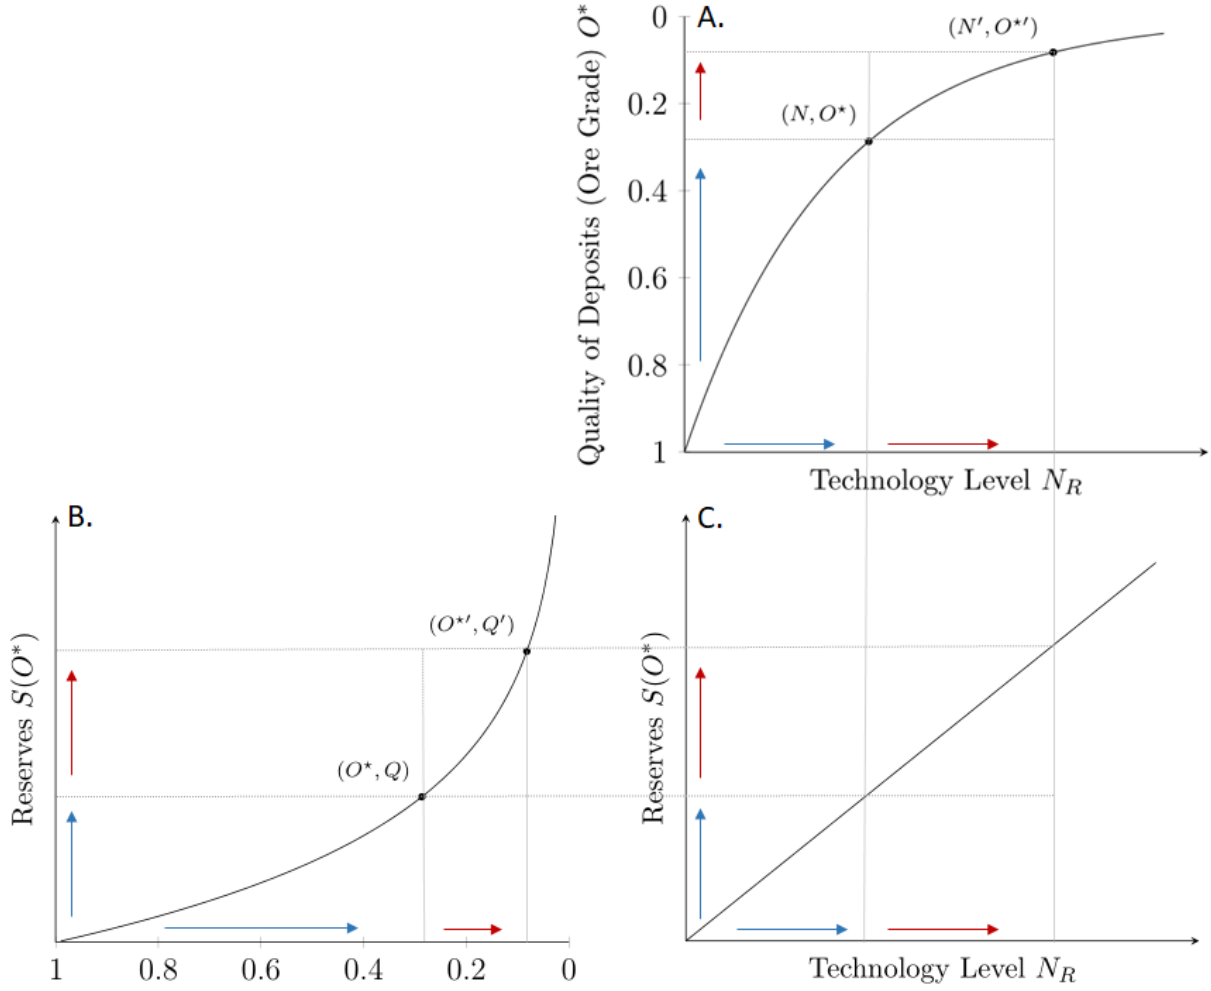 A.
0
0.2
0.4
0.6
0.8
1
Quality of Deposits (Ore Grade) O*
(N′, O⋆′)
(N, O⋆)
Technology Level N_R
B.
Reserves S(O*)
(O⋆′, Q′)
(O⋆, Q)
1 0.8 0.6 0.4 0.2 0
C.
Reserves S(O*)
Technology Level N_R